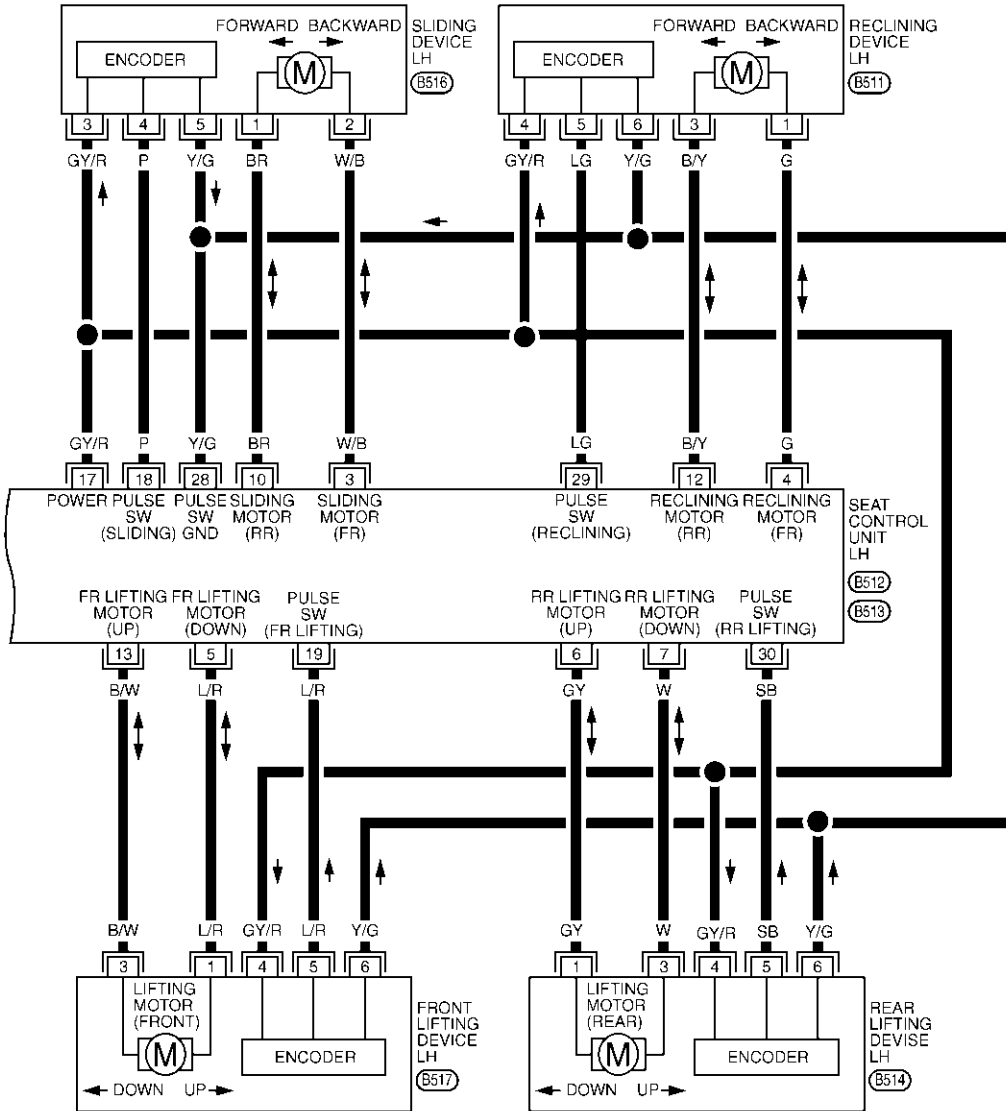 FORWARD BACKWARD
SLIDING
DEVICE
LH
B516
ENCODER
M
3 4 5 1 2
GY/R P Y/G BR W/B
FORWARD BACKWARD
RECLINING
DEVICE
LH
B511
ENCODER
M
4 5 6 3 1
GY/R LG Y/G B/Y G
GY/R P Y/G BR W/B LG B/Y G
17 18 28 10 3 29 12 4
POWER
PULSE
SW
(SLIDING)
PULSE
SW
GND
SLIDING
MOTOR
(RR)
SLIDING
MOTOR
(FR)
PULSE
SW
(RECLINING)
RECLINING
MOTOR
(RR)
RECLINING
MOTOR
(FR)
SEAT
CONTROL
UNIT
LH
B512
B513
FR LIFTING
MOTOR
(UP)
FR LIFTING
MOTOR
(DOWN)
PULSE
SW
(FR LIFTING)
RR LIFTING
MOTOR
(UP)
RR LIFTING
MOTOR
(DOWN)
PULSE
SW
(RR LIFTING)
13 5 19 6 7 30
B/W L/R L/R GY W SB
B/W L/R GY/R L/R Y/G
3 1 4 5 6
LIFTING
MOTOR
(FRONT)
M
ENCODER
DOWN UP
FRONT
LIFTING
DEVICE
LH
B517
GY W GY/R SB Y/G
1 3 4 5 6
LIFTING
MOTOR
(REAR)
M
ENCODER
DOWN UP
REAR
LIFTING
DEVISE
LH
B514